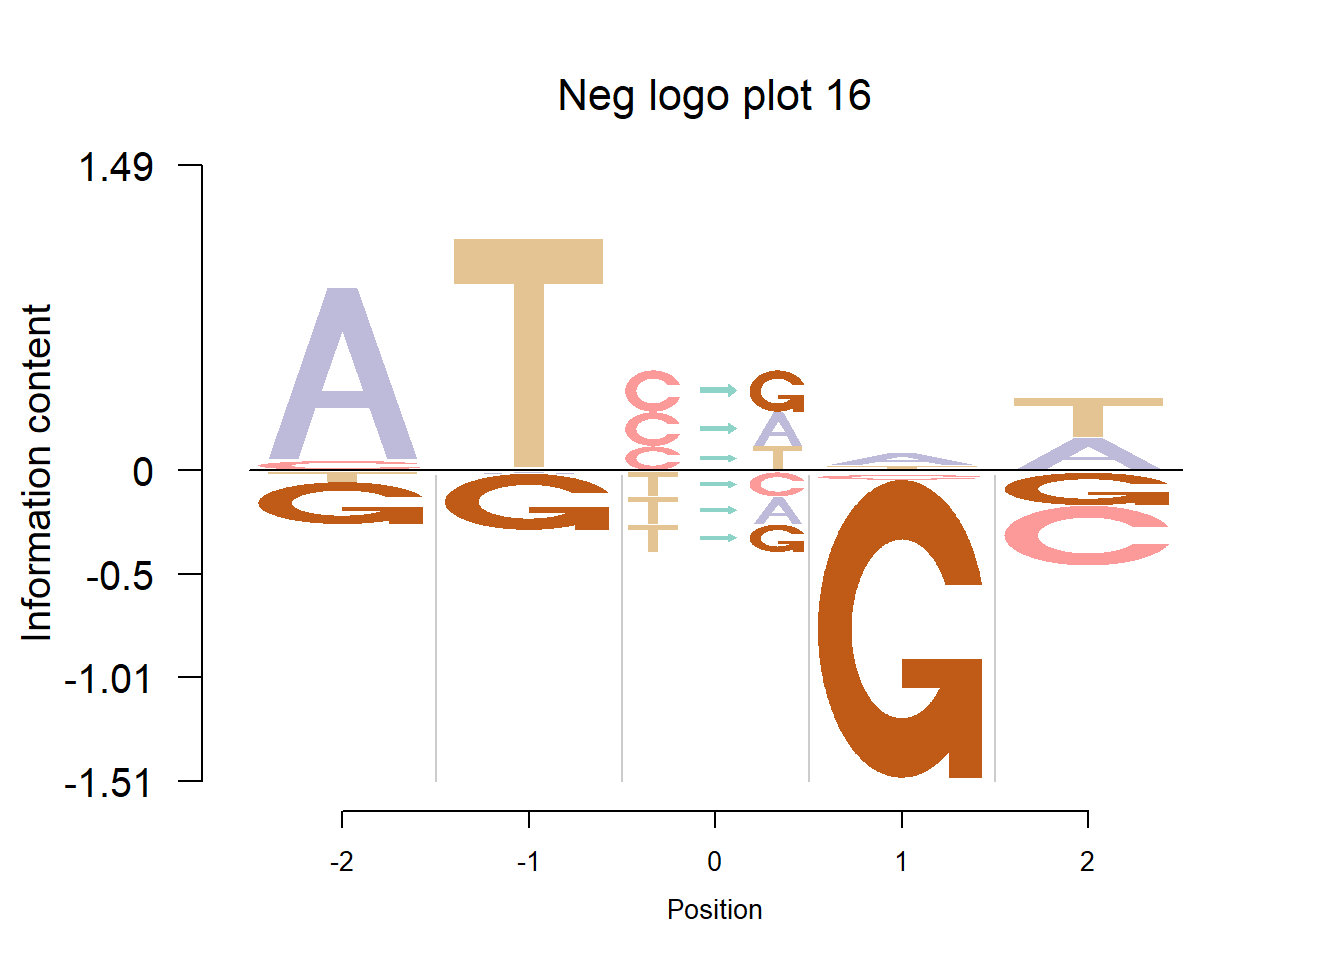 Neg logo plot 16
1.49
0
-0.5
-1.01
-1.51
Information content
A
C
T
G
T
G
C → G
C → A
C → T
T → C
T → A
T → G
A
T
C
G
T
A
G
C
-2 -1 0 1 2
Position